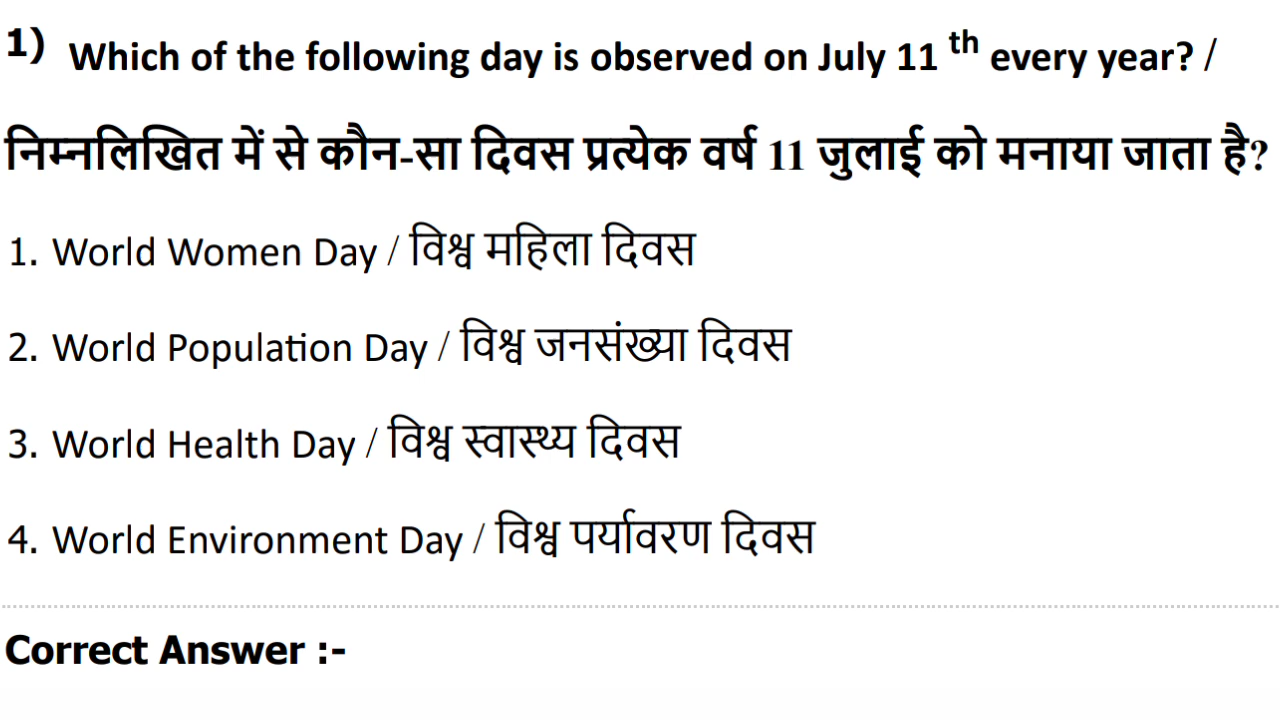 1) Which of the following day is observed on July 11 th every year? /
निम्नलिखित में से कौन-सा दिवस प्रत्येक वर्ष 11 जुलाई को मनाया जाता है?
1. World Women Day / विश्व महिला दिवस
2. World Population Day / विश्व जनसंख्या दिवस
3. World Health Day / विश्व स्वास्थ्य दिवस
4. World Environment Day / विश्व पर्यावरण दिवस
Correct Answer :-